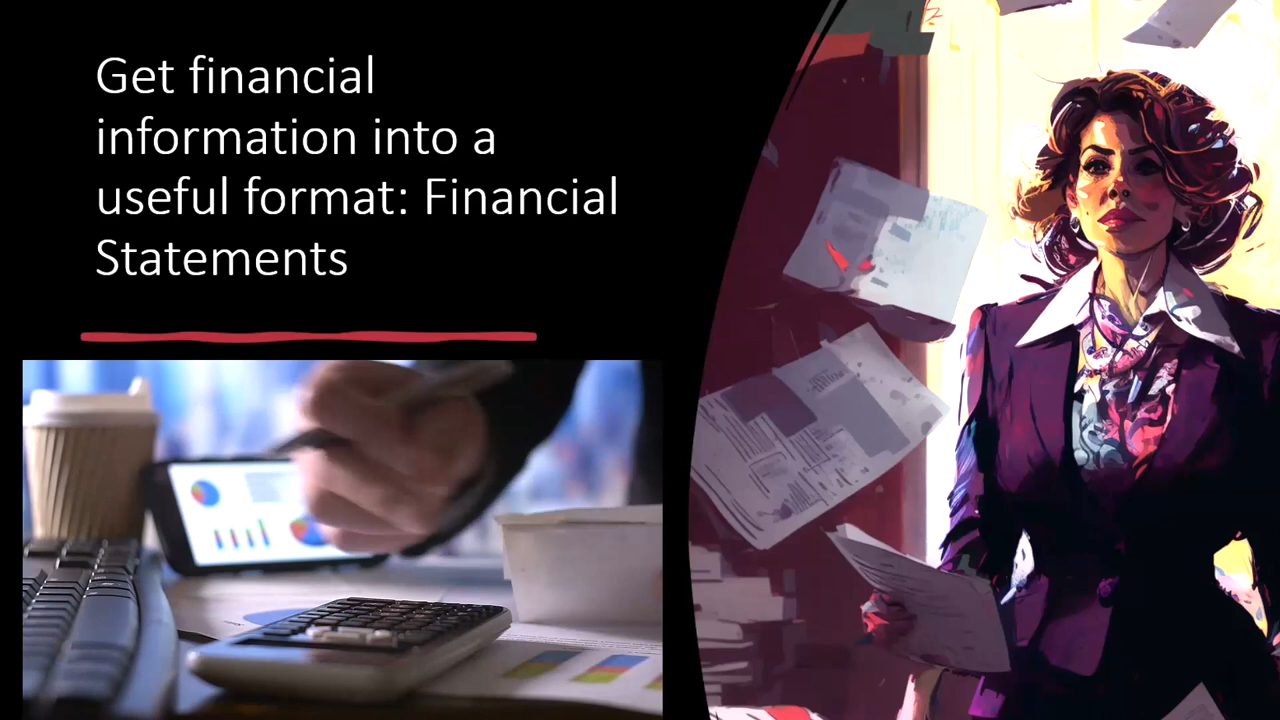 Get financial
information into a
useful format: Financial
Statements